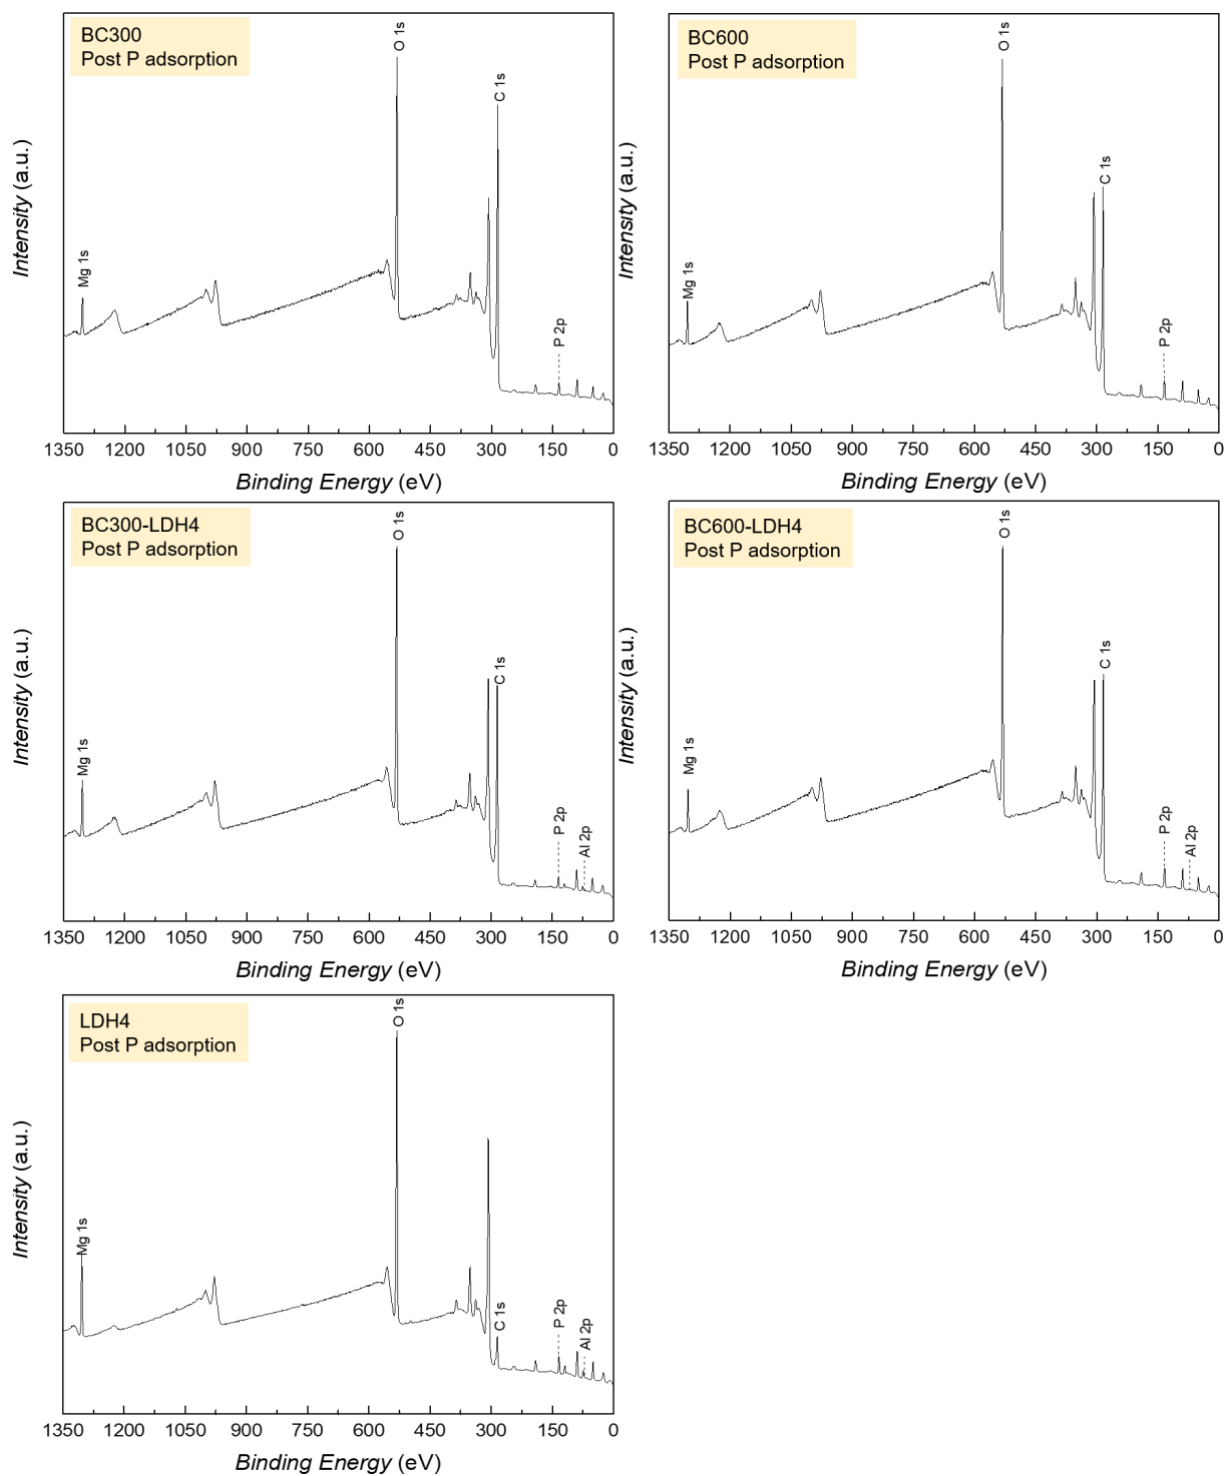 BC300
Post P adsorption
O 1s
C 1s
Mg 1s
P 2p
Intensity (a.u.)
1350 1200 1050 900 750 600 450 300 150 0
Binding Energy (eV)
BC600
Post P adsorption
O 1s
C 1s
Mg 1s
P 2p
Intensity (a.u.)
1350 1200 1050 900 750 600 450 300 150 0
Binding Energy (eV)
BC300-LDH4
Post P adsorption
O 1s
C 1s
Mg 1s
P 2p
Al 2p
Intensity (a.u.)
1350 1200 1050 900 750 600 450 300 150 0
Binding Energy (eV)
BC600-LDH4
Post P adsorption
O 1s
C 1s
Mg 1s
P 2p
Al 2p
Intensity (a.u.)
1350 1200 1050 900 750 600 450 300 150 0
Binding Energy (eV)
LDH4
Post P adsorption
O 1s
Mg 1s
C 1s
P 2p
Al 2p
Intensity (a.u.)
1350 1200 1050 900 750 600 450 300 150 0
Binding Energy (eV)